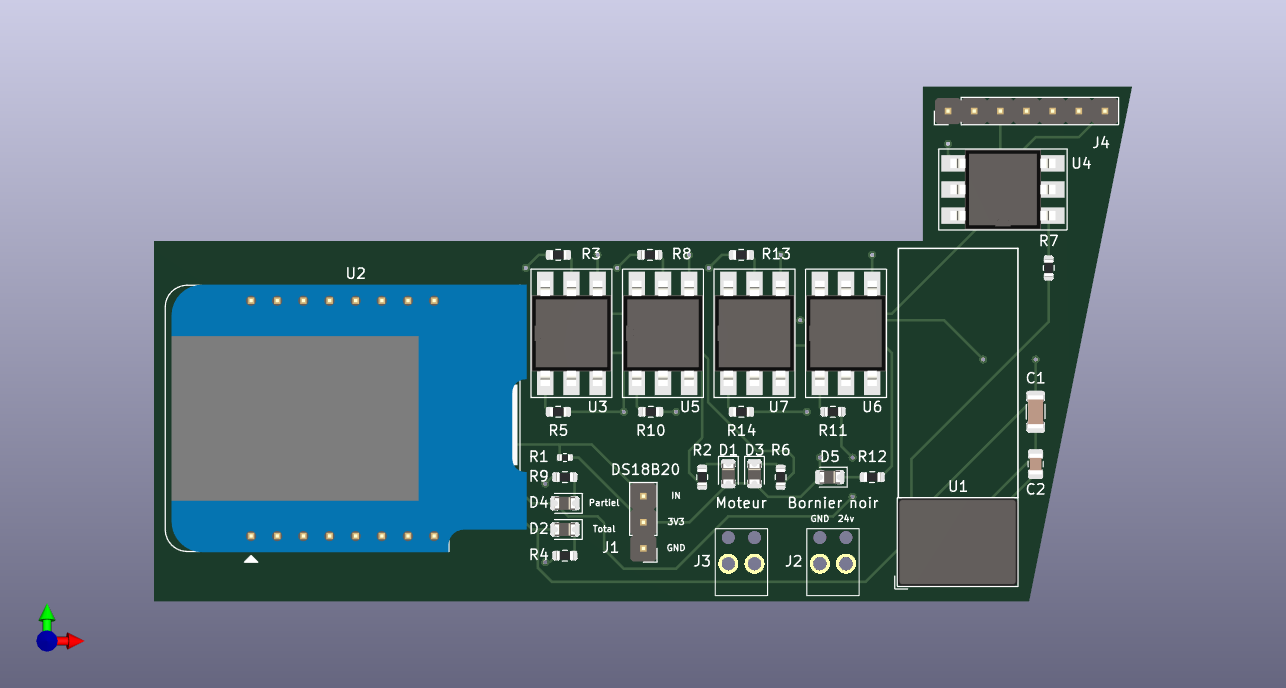 J4
U4
R7
R3
R8
R13
U2
U3
U5
U7
U6
C1
R5
R10
R14
R11
R1
DS18B20
R2
D1
D3
R6
D5
R12
R9
C2
U1
D4
Partiel
IN
Moteur
Bornier noir
D2
Total
3V3
GND
24v
R4
J1
GND
J3
J2